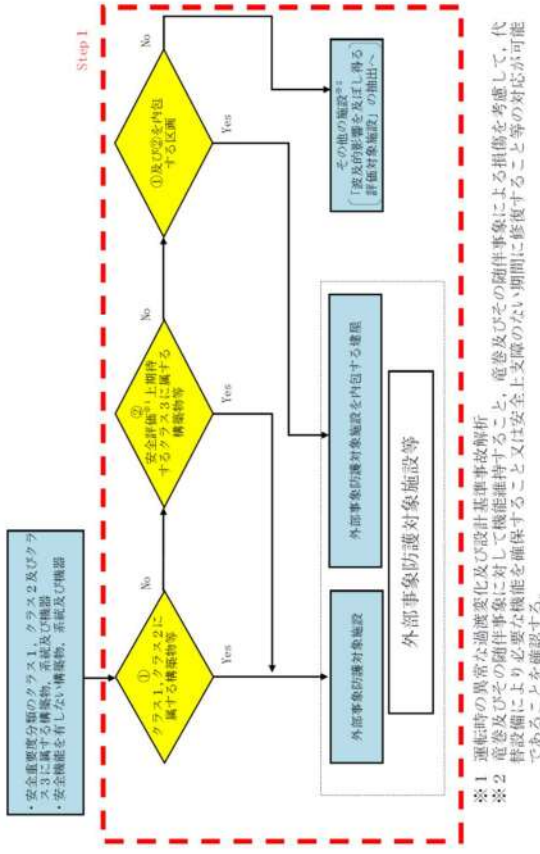 ・安全重要度分類のクラス1，クラス2及びクラ
ス3に属する構築物，系統及び機器
・安全機能を有しない構築物，系統及び機器
Step 1
①
クラス1，クラス2に
属する構築物等
No
Yes
②
安全評価※1上期待
するクラス3に属する
構築物等
No
Yes
①及び②を内包
する区画
No
Yes
外部事象防護対象施設
外部事象防護対象施設を内包する建屋
外部事象防護対象施設等
その他の施設※2
「波及的影響を及ぼし得る
評価対象施設」の抽出へ
※1 運転時の異常な過渡変化及び設計基準事故解析
※2 竜巻及びその随伴事象に対して機能維持すること，竜巻及びその随伴事象による損傷を考慮して，代
替設備により必要な機能を確保すること又は安全上支障のない期間に修復すること等の対応が可能
であることを確認する。